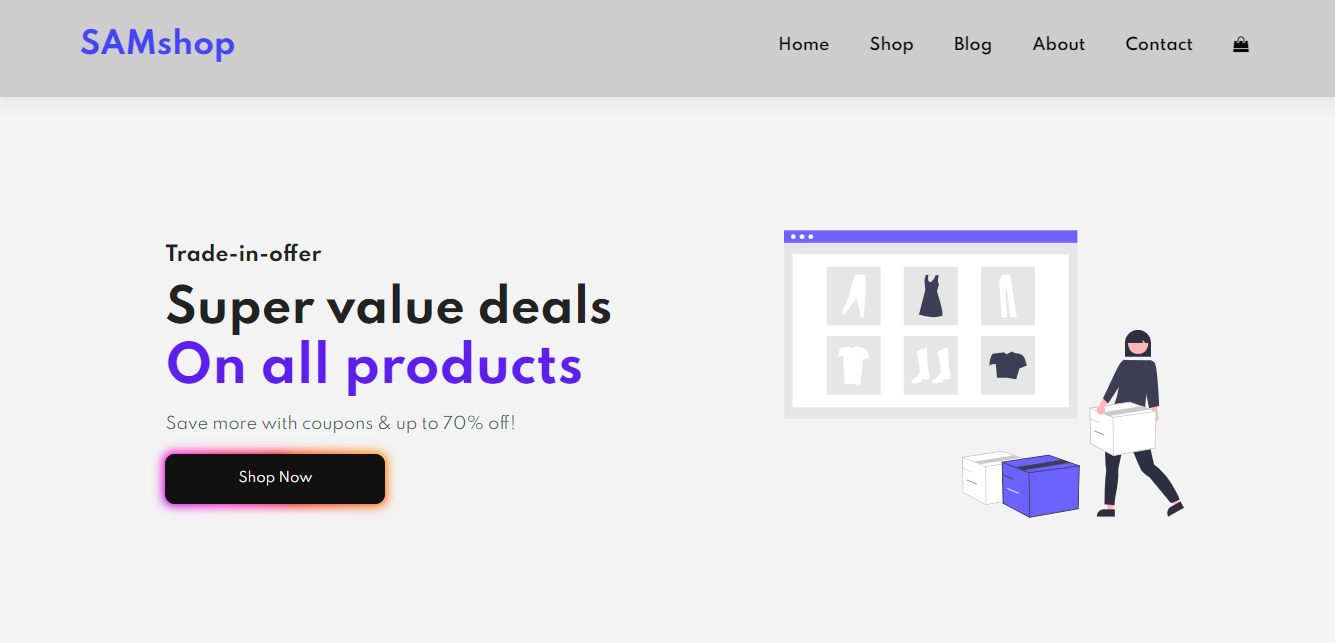 SAMshop
Home Shop Blog About Contact
Trade-in-offer
Super value deals
On all products
Save more with coupons & up to 70% off!
Shop Now